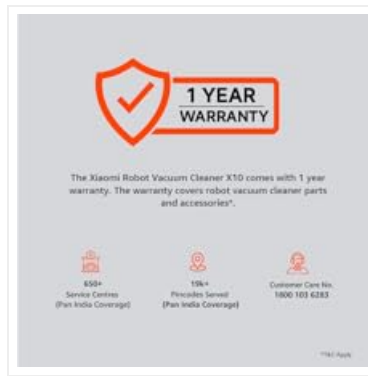 1 YEAR
WARRANTY
The Xiaomi Robot Vacuum Cleaner X10 comes with 1 year
warranty. The warranty covers robot vacuum cleaner parts
and accessories*.
650+
Service Centres
(Pan India Coverage)
19k+
Pincodes Served
(Pan India Coverage)
Customer Care No.
1800 103 6283
*T&C Apply